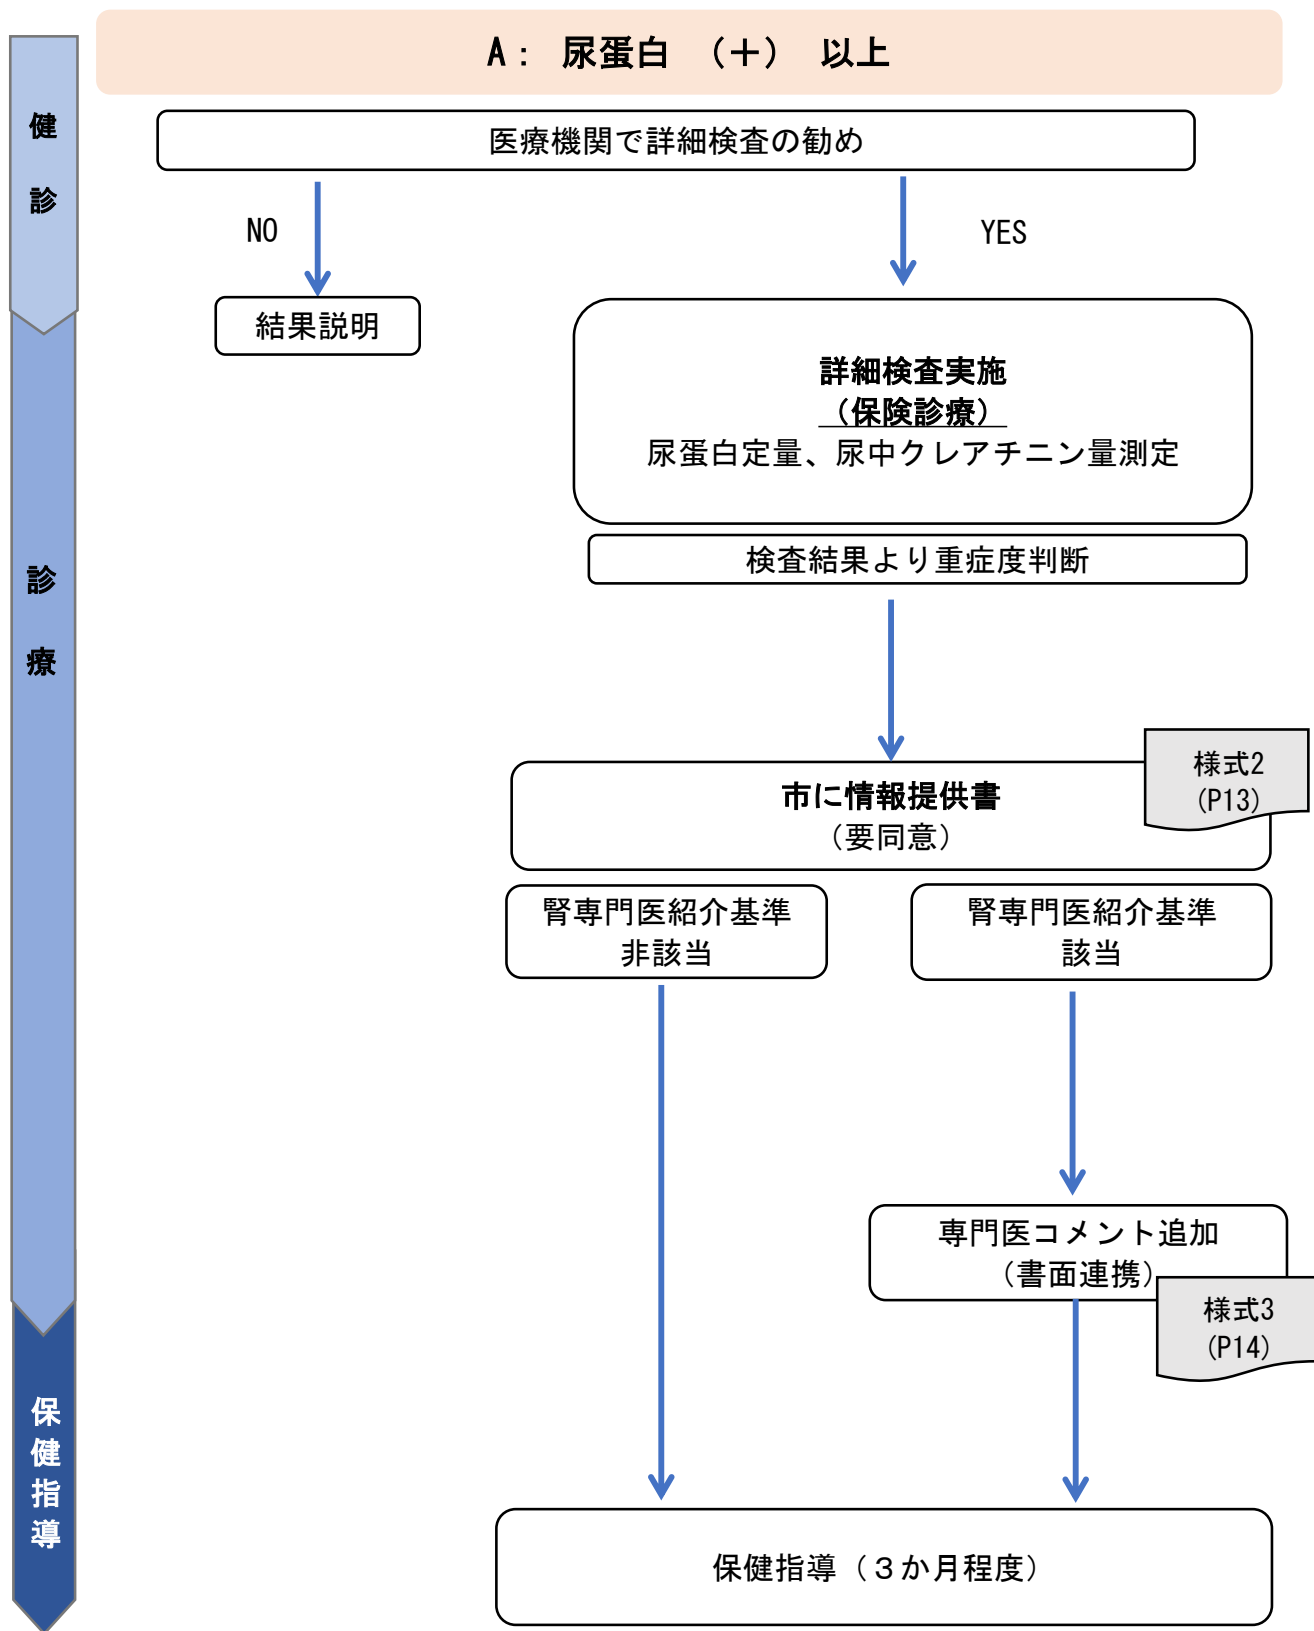 A： 尿蛋白 （＋） 以上
健
診
医療機関で詳細検査の勧め
NO
YES
結果説明
詳細検査実施
（保険診療）
尿蛋白定量、尿中クレアチニン量測定
検査結果より重症度判断
診
療
様式2
(P13)
市に情報提供書
（要同意）
腎専門医紹介基準
非該当
腎専門医紹介基準
該当
専門医コメント追加
（書面連携）
様式3
(P14)
保
健
指
導
保健指導（３か月程度）